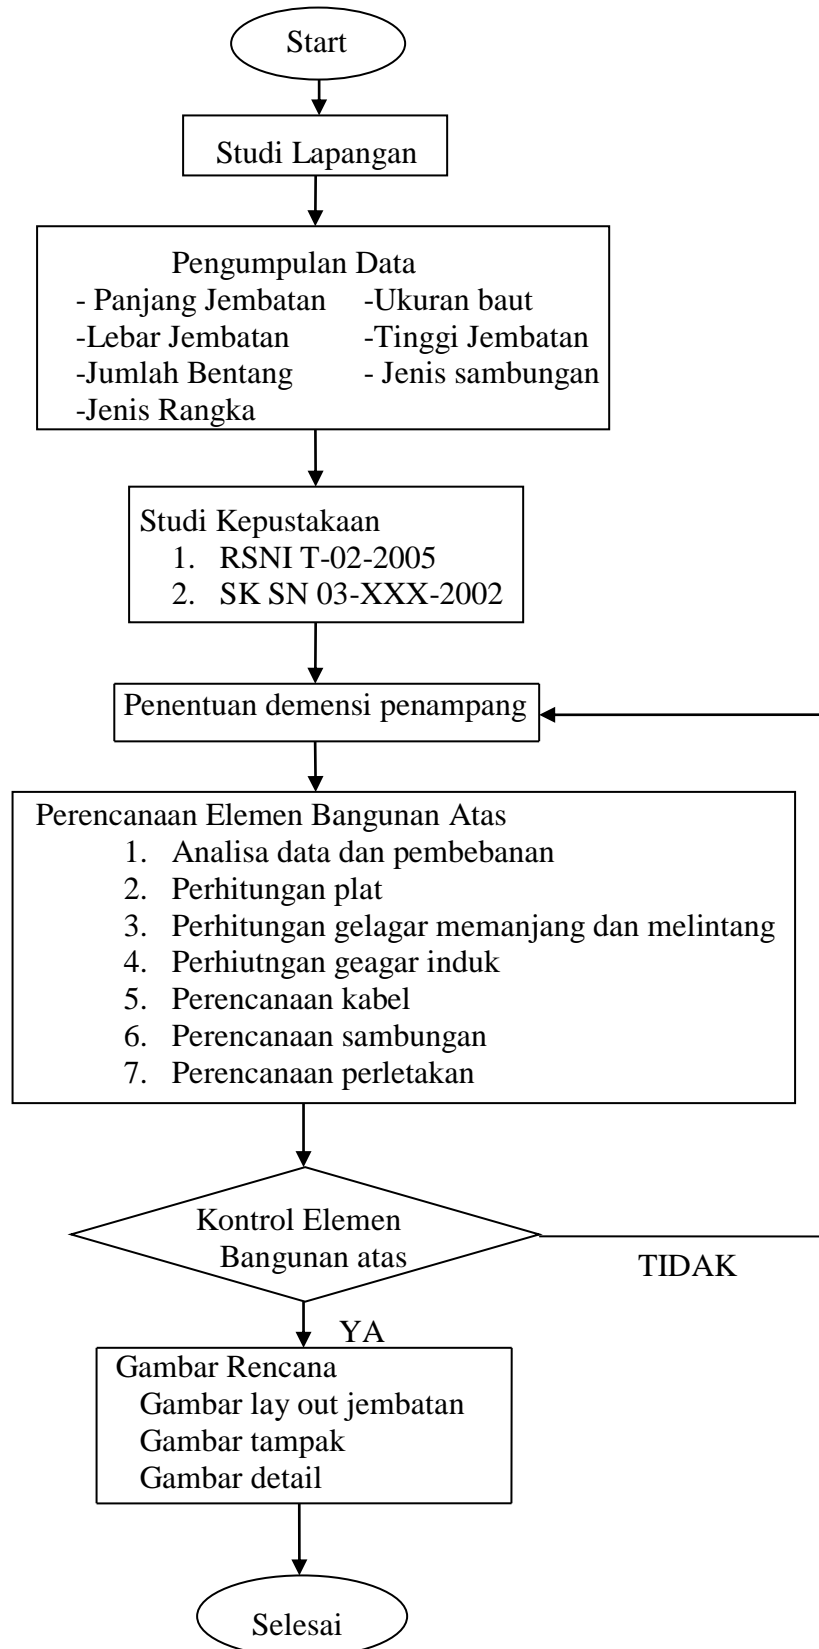 Start
Studi Lapangan
Pengumpulan Data
- Panjang Jembatan -Ukuran baut
-Lebar Jembatan -Tinggi Jembatan
-Jumlah Bentang - Jenis sambungan
-Jenis Rangka
Studi Kepustakaan
1. RSNI T-02-2005
2. SK SN 03-XXX-2002
Penentuan demensi penampang
Perencanaan Elemen Bangunan Atas
1. Analisa data dan pembebanan
2. Perhitungan plat
3. Perhitungan gelagar memanjang dan melintang
4. Perhiutngan geagar induk
5. Perencanaan kabel
6. Perencanaan sambungan
7. Perencanaan perletakan
Kontrol Elemen
Bangunan atas
TIDAK
YA
Gambar Rencana
Gambar lay out jembatan
Gambar tampak
Gambar detail
Selesai